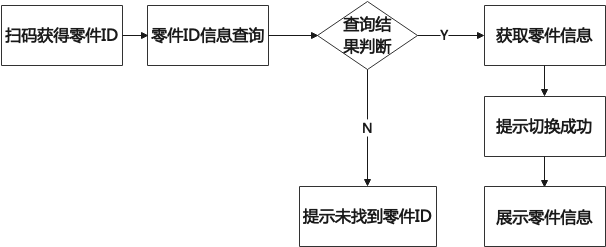 扫码获得零件ID
零件ID信息查询
查询结
果判断
Y
获取零件信息
提示切换成功
N
提示未找到零件ID
展示零件信息